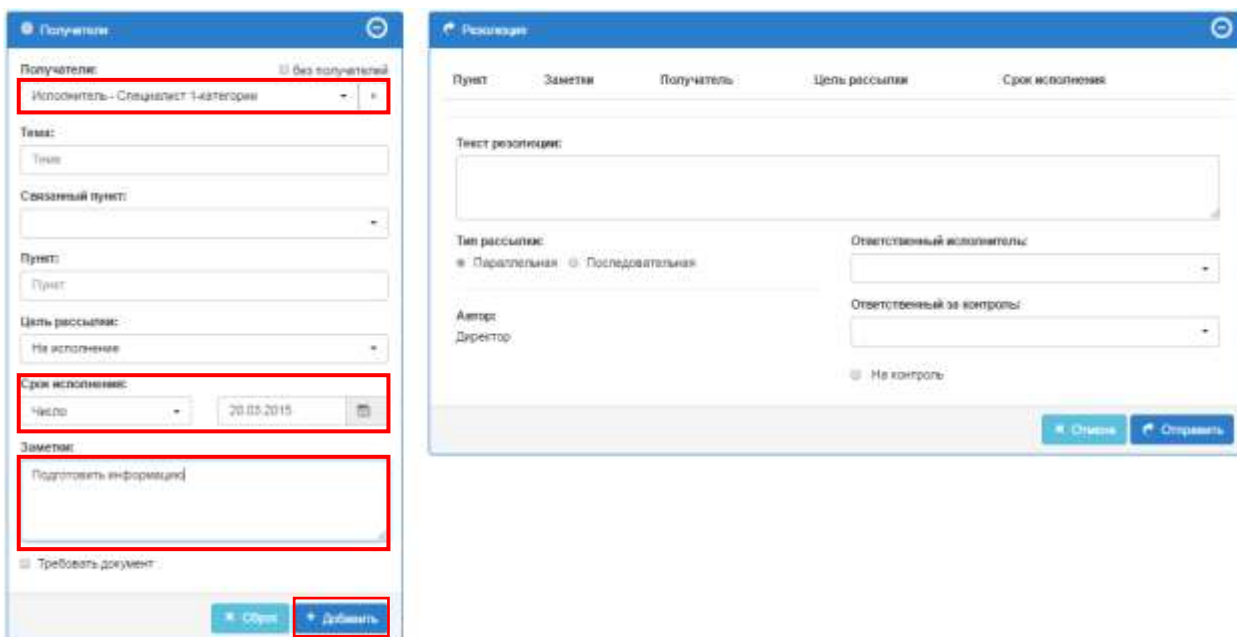 Получатели
Получатели:
без получателей
Исполнитель - Специалист 1-категории
Тема:
Тема
Связанный пункт:
Пункт:
Пункт
Цель рассылки:
На исполнение
Срок исполнения:
Число
20.03.2015
Заметки:
Подготовить информацию
Требовать документ
Сброс
Добавить
Резолюция
Пункт Заметки Получатель Цель рассылки Срок исполнения
Текст резолюции:
Тип рассылки:
Параллельная Последовательная
Автор:
Директор
Ответственный исполнитель:
Ответственный за контроль:
На контроль
Отмена
Отправить